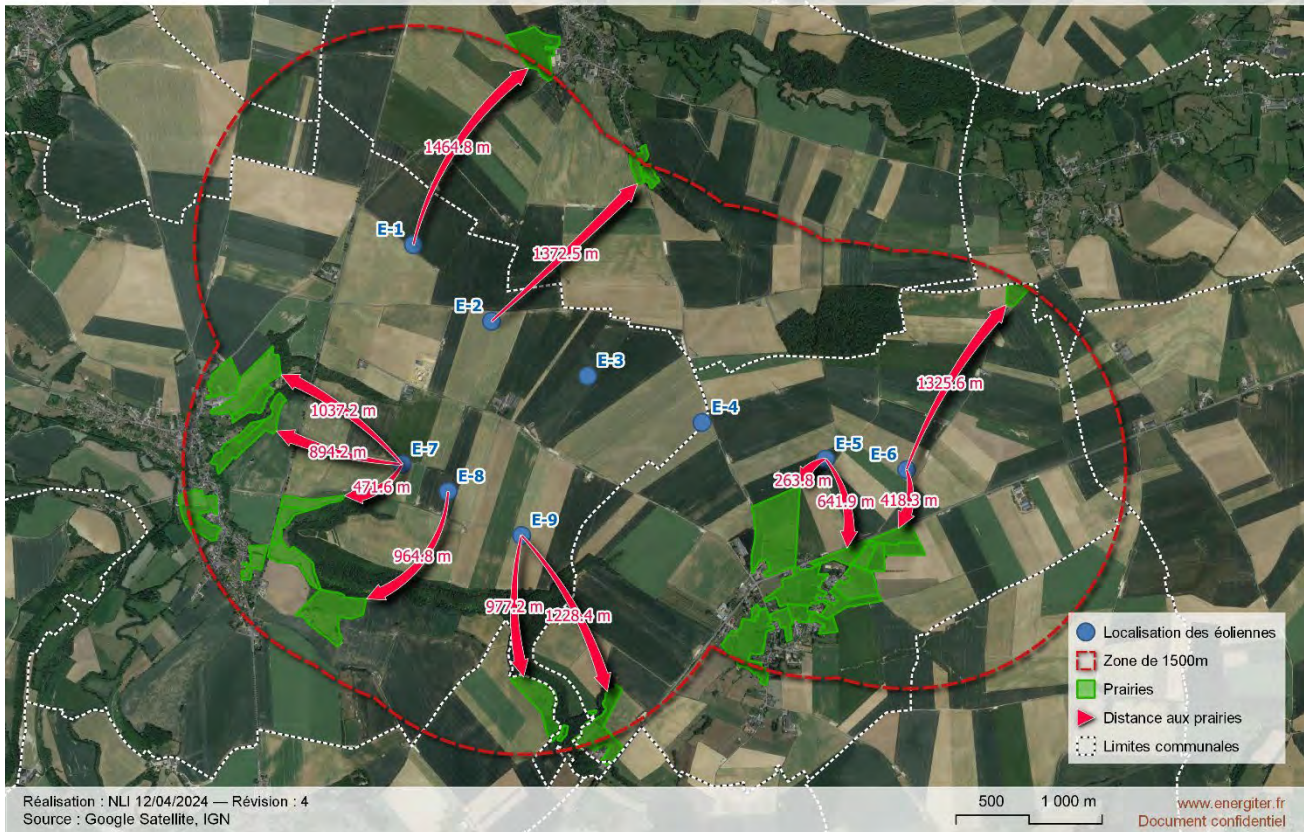 1464.8 m
E-1
1372.5 m
E-2
E-3
1325.6 m
1037.2 m
E-4
894.2 m
E-7
E-5
E-6
471.6 m
263.8 m
E-8
641.9 m
418.3 m
E-9
964.8 m
977.2 m
1228.4 m
Localisation des éoliennes
Zone de 1500m
Prairies
Distance aux prairies
Limites communales
Réalisation : NLI 12/04/2024 — Révision : 4
Source : Google Satellite, IGN
500 1 000 m
www.energiter.fr
Document confidentiel